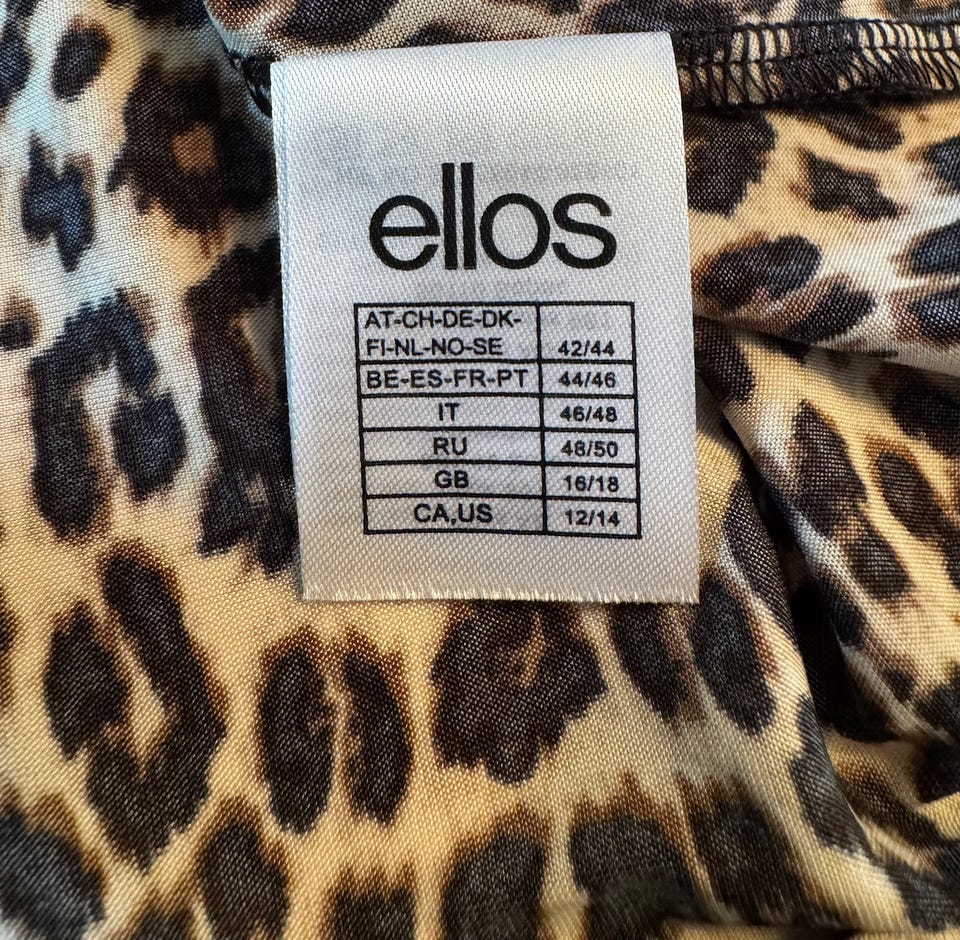 ellos
AT-CH-DE-DK-
FI-NL-NO-SE 42/44
BE-ES-FR-PT 44/46
IT 46/48
RU 48/50
GB 16/18
CA,US 12/14